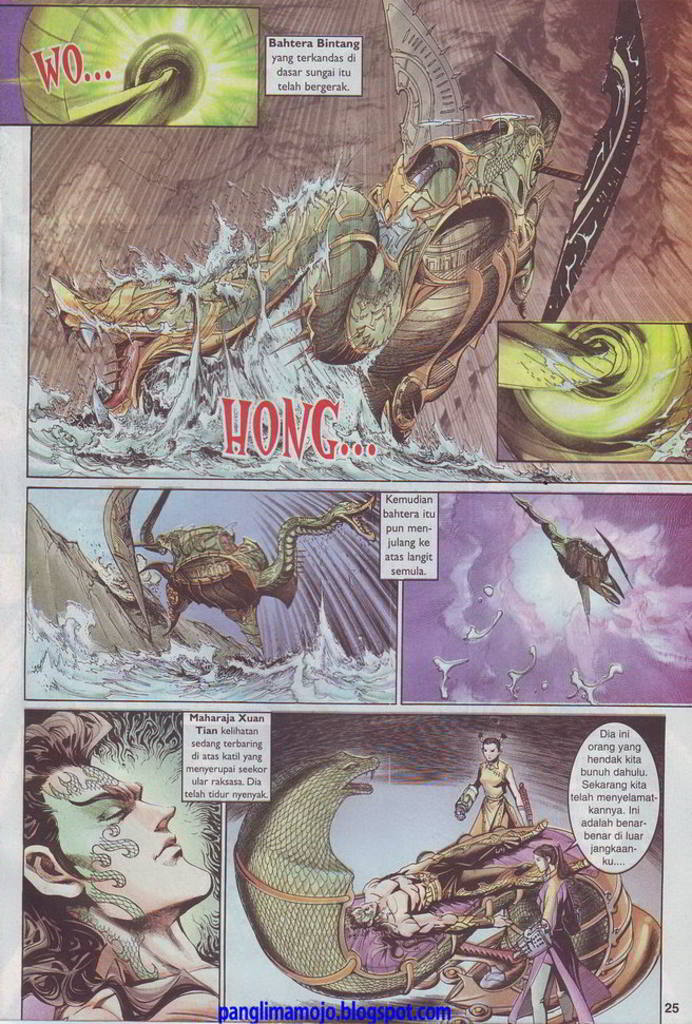 WO...
Bahtera Bintang
yang terkandas di
dasar sungai itu
telah bergerak.
HONG...
Kemudian
bahtera itu
pun men-
julang ke
atas langit
semula.
Maharaja Xuan
Tian kelihatan
sedang terbaring
di atas katil yang
menyerupai seekor
ular raksasa. Dia
telah tidur nyenyak.
Dia ini
orang yang
hendak kita
bunuh dahulu.
Sekarang kita
telah menyelamat-
kannya. Ini
adalah benar-
benar di luar
jangkaan-
ku....
25
panglimamojo.blogspot.com